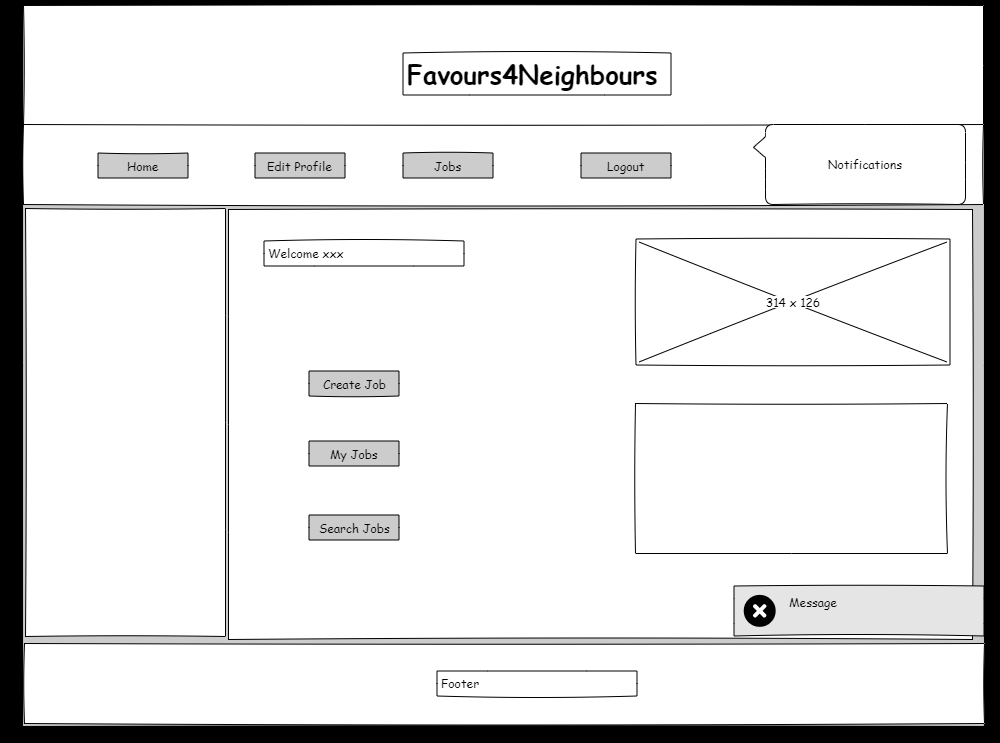 Favours4Neighbours
Home
Edit Profile
Jobs
Logout
Notifications
Welcome xxx
314 x 126
Create Job
My Jobs
Search Jobs
Message
Footer